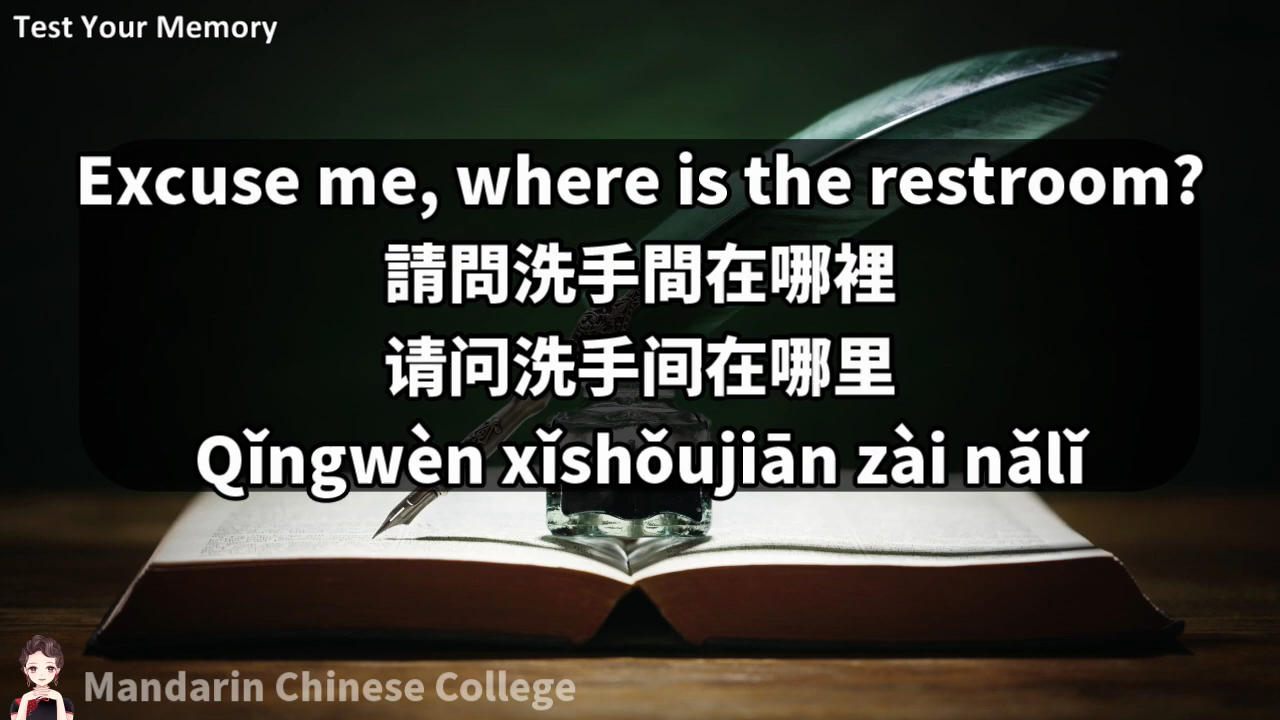 Test Your Memory
Excuse me, where is the restroom?
請問洗手間在哪裡
请问洗手间在哪里
Qǐngwèn xǐshǒujiān zài nǎlǐ
Mandarin Chinese College